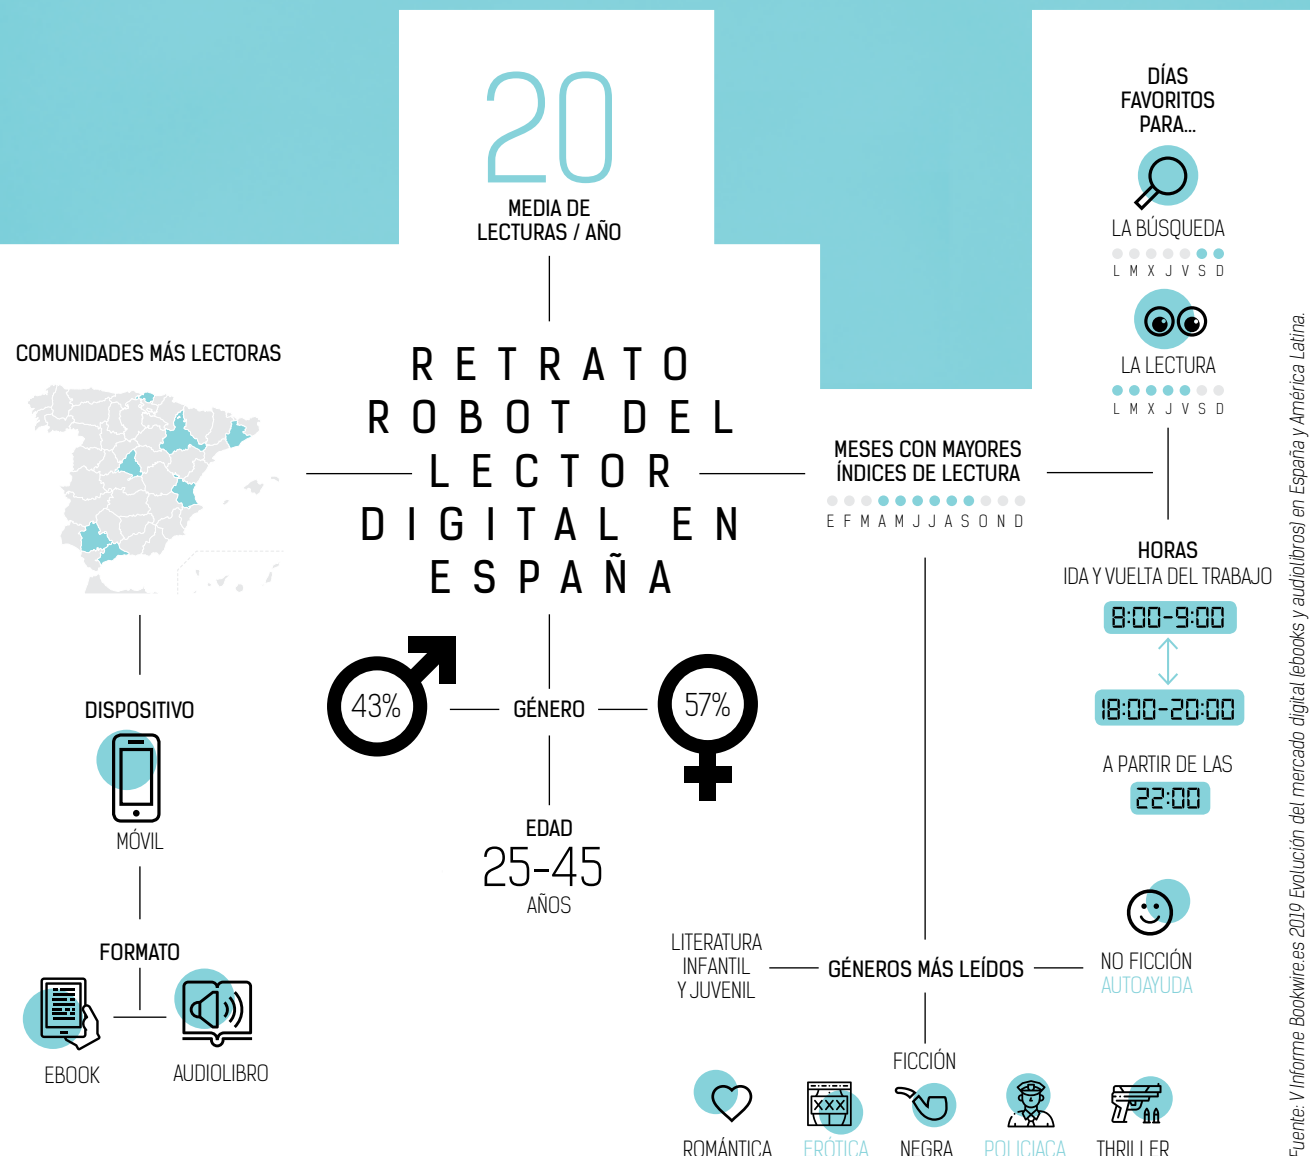 20
MEDIA DE
LECTURAS / AÑO
RETRATO
ROBOT DEL
LECTOR
DIGITAL EN
ESPAÑA
COMUNIDADES MÁS LECTORAS
DISPOSITIVO
MÓVIL
FORMATO
EBOOK
AUDIOLIBRO
43%
GÉNERO
57%
EDAD
25-45
AÑOS
MESES CON MAYORES
ÍNDICES DE LECTURA
E F M A M J J A S O N D
DÍAS
FAVORITOS
PARA...
LA BÚSQUEDA
L M X J V S D
LA LECTURA
L M X J V S D
HORAS
IDA Y VUELTA DEL TRABAJO
8:00-9:00
18:00-20:00
A PARTIR DE LAS
22:00
GÉNEROS MÁS LEÍDOS
LITERATURA
INFANTIL
Y JUVENIL
NO FICCIÓN
AUTOAYUDA
FICCIÓN
XXX
ROMÁNTICA
ERÓTICA
NEGRA
POLICIACA
THRILLER
Fuente: V Informe Bookwire.es 2019 Evolución del mercado digital (ebooks y audiolibros) en España y América Latina.